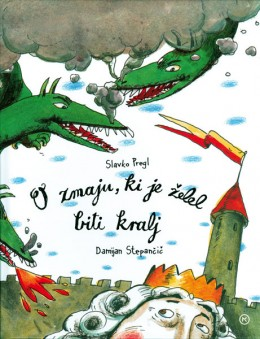 Slavko Pregl
O zmaju, ki je želel
biti kralj
Damijan Stepančič